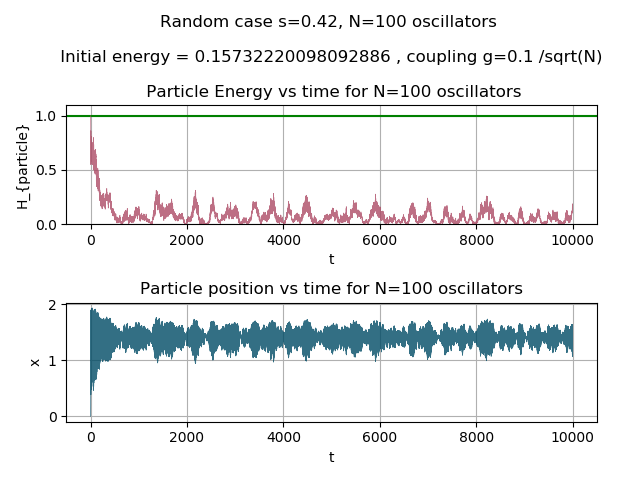 Random case s=0.42, N=100 oscillators
Initial energy = 0.15732220098092886 , coupling g=0.1 /sqrt(N)
Particle Energy vs time for N=100 oscillators
1.0
0.5
0.0
H_{particle}
0 2000 4000 6000 8000 10000
t
Particle position vs time for N=100 oscillators
2
1
0
x
0 2000 4000 6000 8000 10000
t